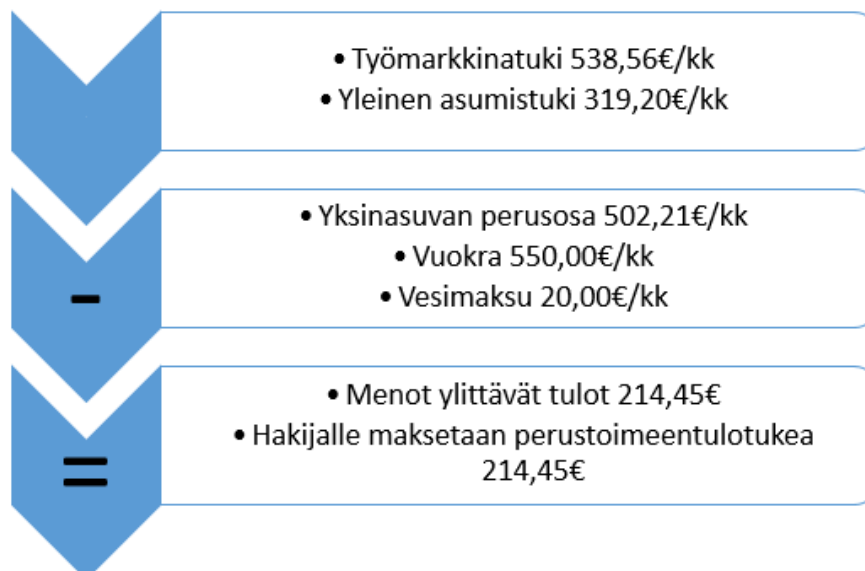 • Työmarkkinatuki 538,56€/kk
• Yleinen asumistuki 319,20€/kk
• Yksinasuvan perusosa 502,21€/kk
• Vuokra 550,00€/kk
• Vesimaksu 20,00€/kk
-
• Menot ylittävät tulot 214,45€
• Hakijalle maksetaan perustoimeentulotukea
214,45€
=